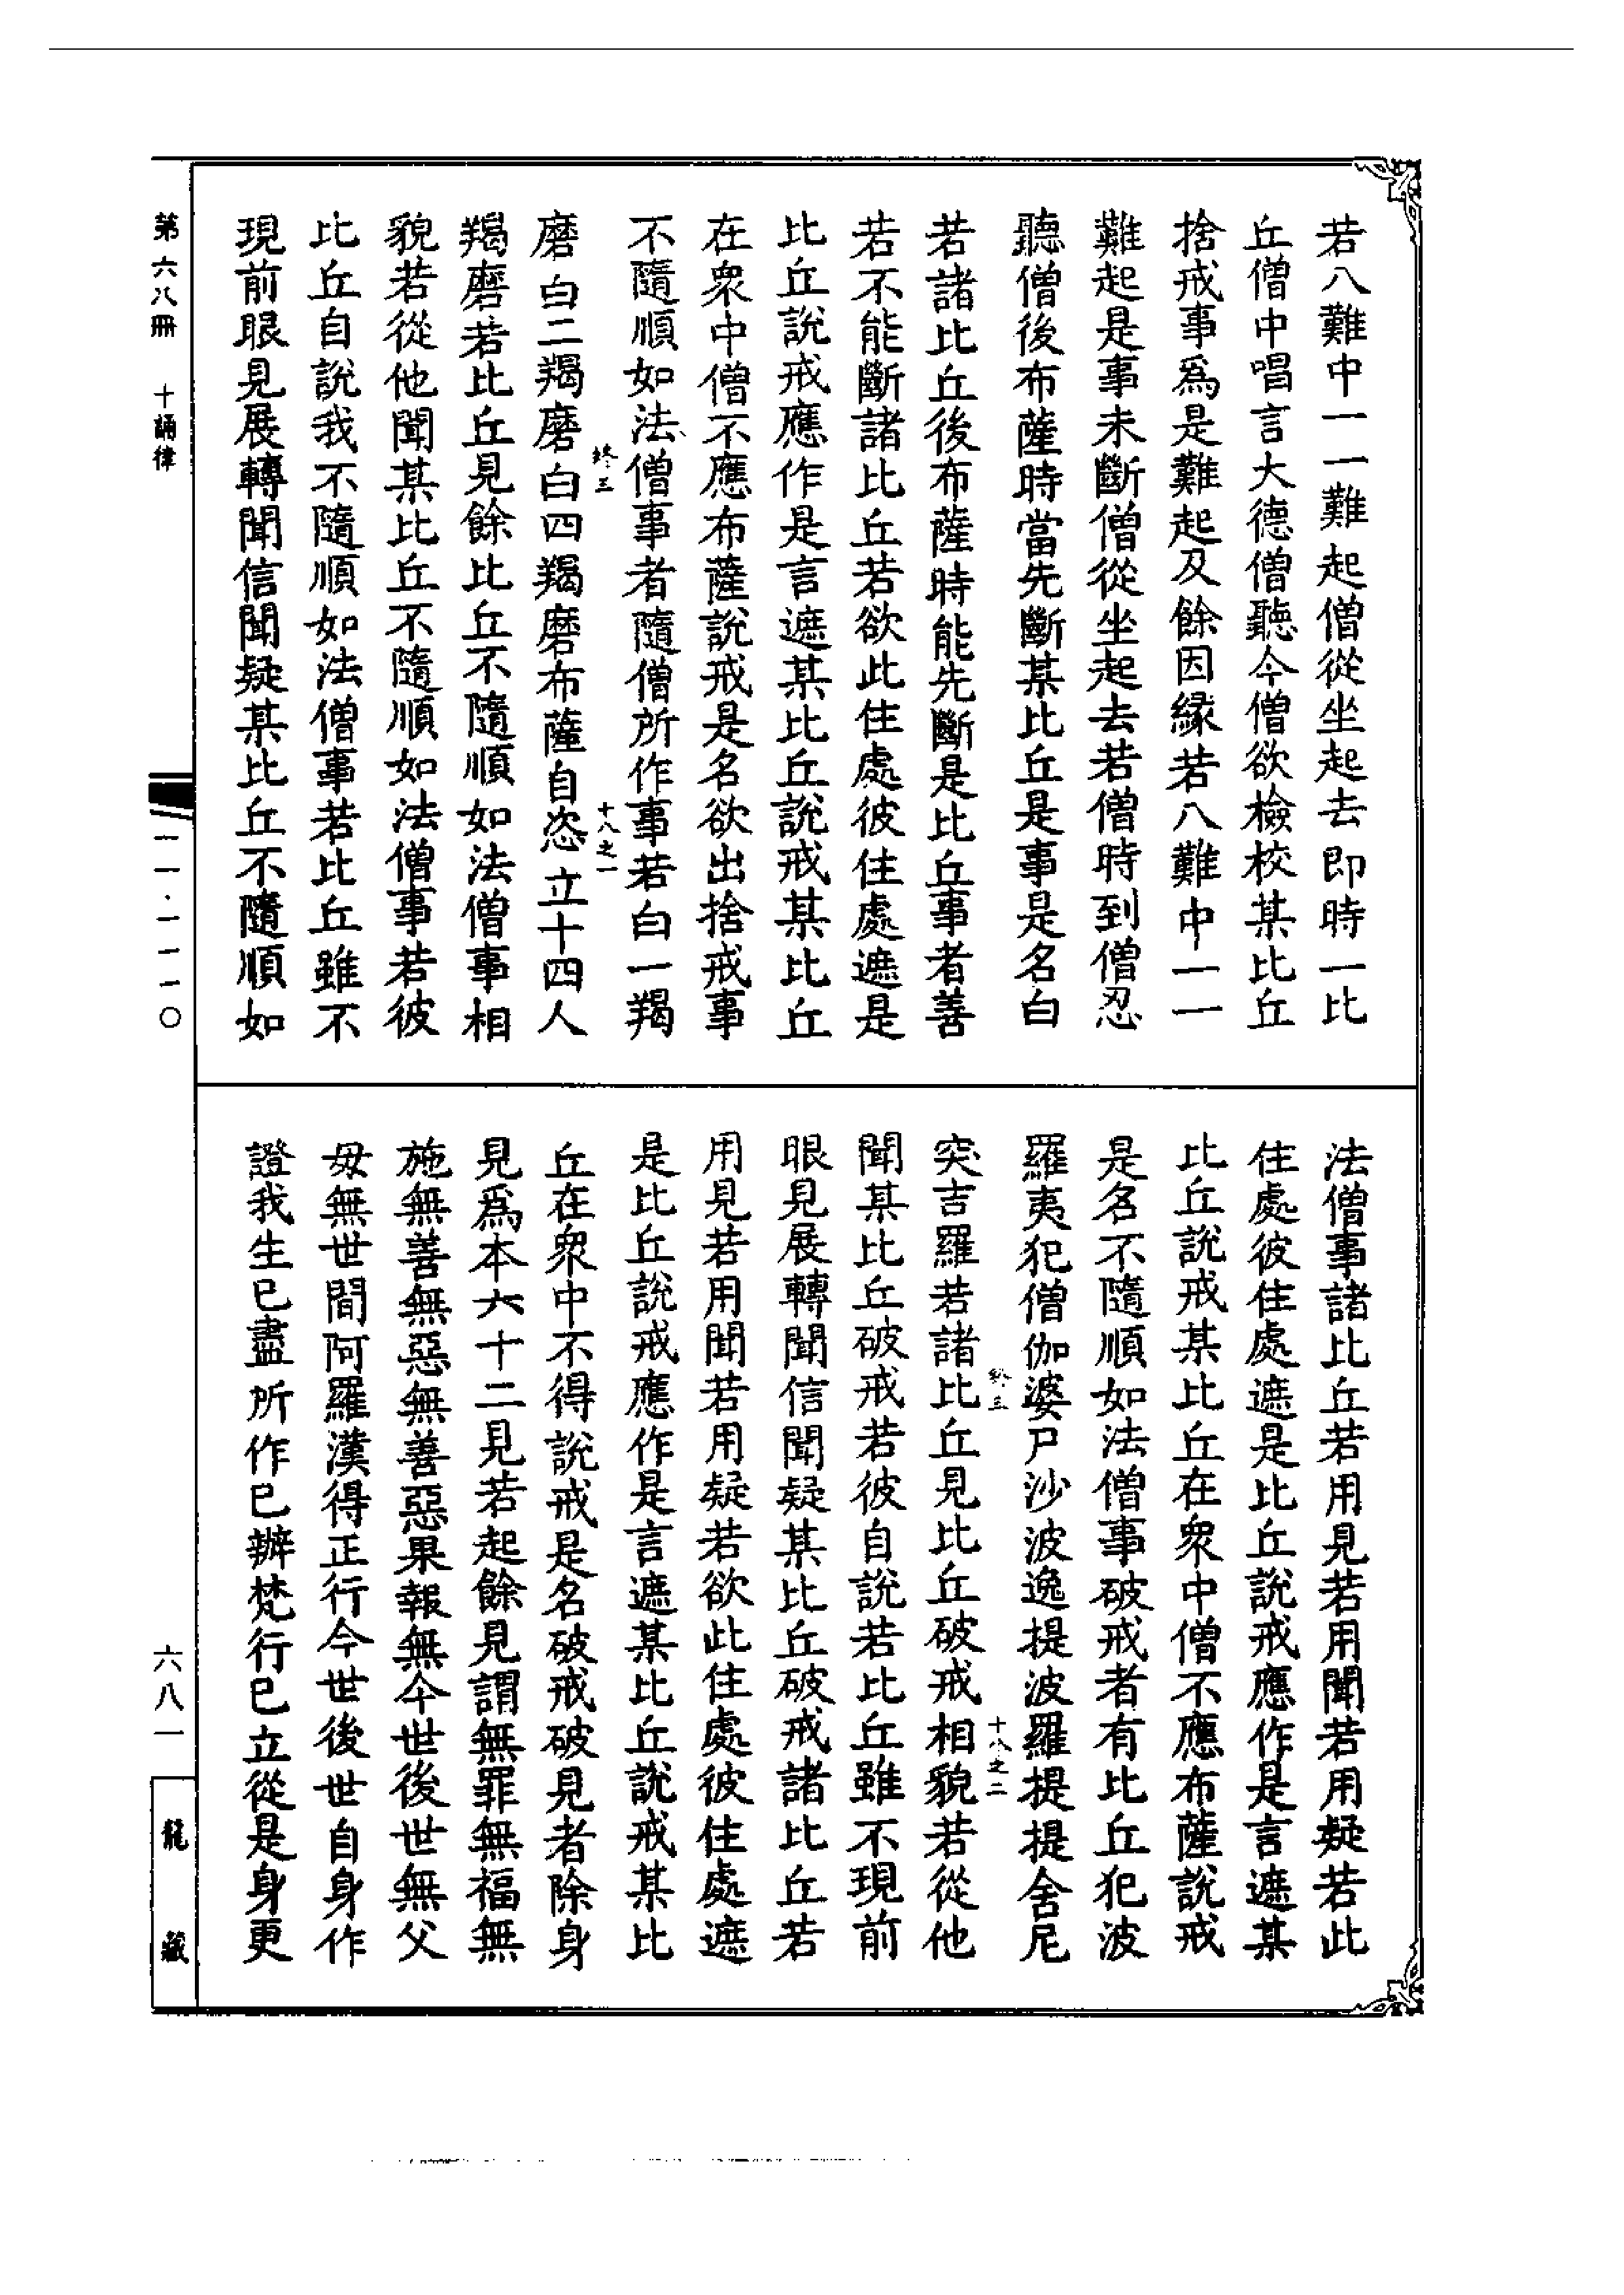 若八難中一一難起僧從坐起去即時一比
丘僧中唱言大德僧聽今僧欲檢校某比丘
捨戒事爲是難起及餘因緣若八難中一一
難起是事未斷僧從坐起去若僧時到僧忍
聽僧後布薩時當先斷某比丘是事是名白
若諸比丘後布薩時能先斷是比丘事者善
若不能斷諸比丘若欲此住處彼住處遮是
比丘說戒應作是言遮某比丘說戒某比丘
在衆中僧不應布薩說戒是名欲出捨戒事
不隨順如法僧事者隨僧所作事若白一羯
終三
十八之一
磨白二羯磨白四羯磨布薩自恣立十四人
羯磨若比丘見餘比丘不隨順如法僧事相
貌若從他聞某比丘不隨順如法僧事若彼
比丘自說我不隨順如法僧事若比丘雖不
現前眼見展轉聞信聞疑某比丘不隨順如
法僧事諸比丘若用見若用聞若用疑若此
住處彼住處遮是比丘說戒應作是言遮某
比丘說戒某比丘在衆中僧不應布薩說戒
是名不隨順如法僧事破戒者有比丘犯波
羅夷犯僧伽婆尸沙波逸提波羅提提舍尼
終三
十八之二
突吉羅若諸比丘見比丘破戒相貌若從他
聞某比丘破戒若彼自說若比丘雖不現前
眼見展轉聞信聞疑某比丘破戒諸比丘若
用見若用聞若用疑若欲此住處彼住處遮
是比丘說戒應作是言遮某比丘說戒某比
丘在衆中不得說戒是名破戒破見者除身
見爲本六十二見若起餘見謂無罪無福無
施無善無惡無善惡果報無今世後世無父
毋無世間阿羅漢得正行今世後世自身作
證我生已盡所作已辦梵行已立從是身更
第六八冊 十誦律
一一·一一一〇
六八一
龍藏